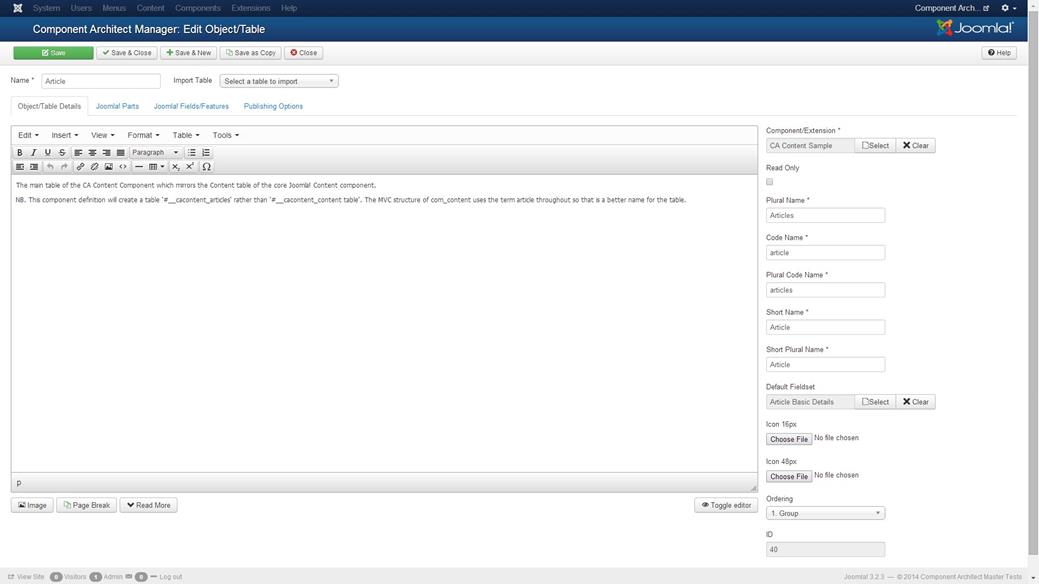 System Users Menus Content Components Extensions Help Component Arch...
Component Architect Manager: Edit Object/Table Joomla!
Save Save & Close Save & New Save as Copy Close Help
Name * Article Import Table Select a table to import
Object/Table Details Joomla! Parts Joomla! Fields/Features Publishing Options
Edit Insert View Format Table Tools
B I U S Paragraph
The main table of the CA Content Component which mirrors the Content table of the core Joomla! Content component.
NB. This component definition will create a table '#__cacontent_articles' rather than '#__cacontent_content table'. The MVC structure of com_content uses the term article throughout so that is a better name for the table.
p
Image Page Break Read More Toggle editor
Component/Extension *
CA Content Sample Select Clear
Read Only
Plural Name *
Articles
Code Name *
article
Plural Code Name *
articles
Short Name *
Article
Short Plural Name *
Article
Default Fieldset
Article Basic Details Select Clear
Icon 16px
Choose File No file chosen
Icon 48px
Choose File No file chosen
Ordering
1. Group
ID
40
View Site 0 Visitors 1 Admin 0 Log out Joomla! 3.2.3 — © 2014 Component Architect Master Tests